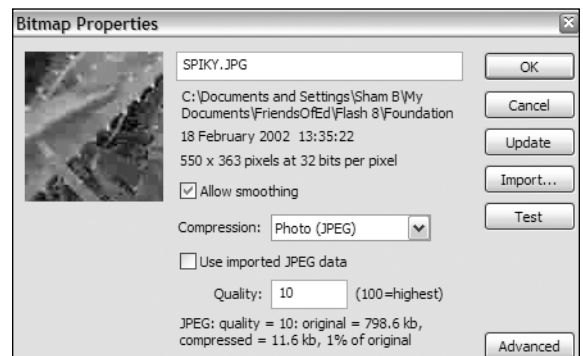 Bitmap Properties
SPIKY.JPG
OK
C:\Documents and Settings\Sham B\My
Documents\FriendsOfEd\Flash 8\Foundation
Cancel
18 February 2002 13:35:22
Update
550 x 363 pixels at 32 bits per pixel
Import...
Allow smoothing
Test
Compression: Photo (JPEG)
Use imported JPEG data
Quality: 10 (100=highest)
JPEG: quality = 10: original = 798.6 kb,
compressed = 11.6 kb, 1% of original
Advanced